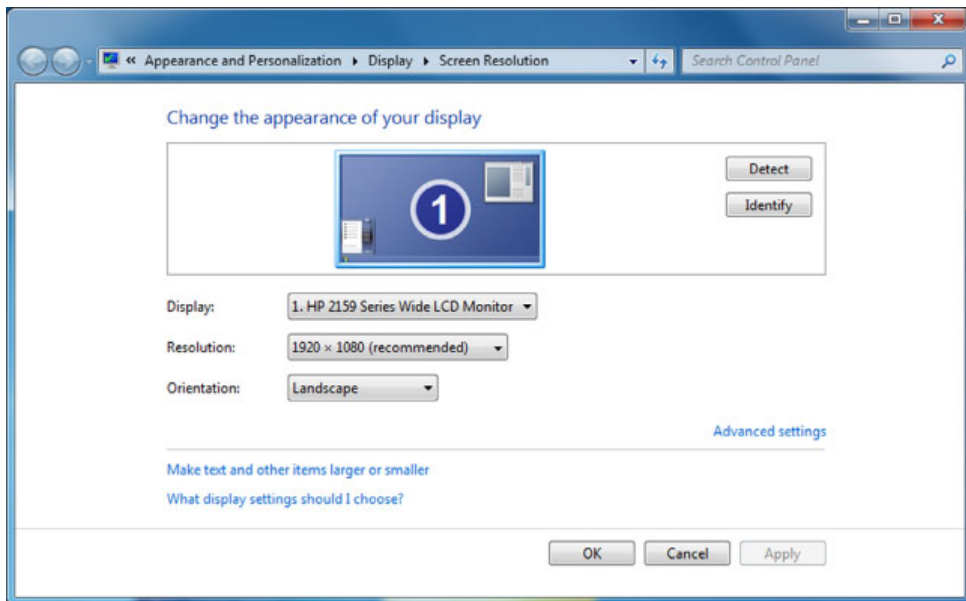 « Appearance and Personalization ▸ Display ▸ Screen Resolution Search Control Panel
Change the appearance of your display
1
Detect
Identify
Display: 1. HP 2159 Series Wide LCD Monitor
Resolution: 1920 × 1080 (recommended)
Orientation: Landscape
Advanced settings
Make text and other items larger or smaller
What display settings should I choose?
OK Cancel Apply